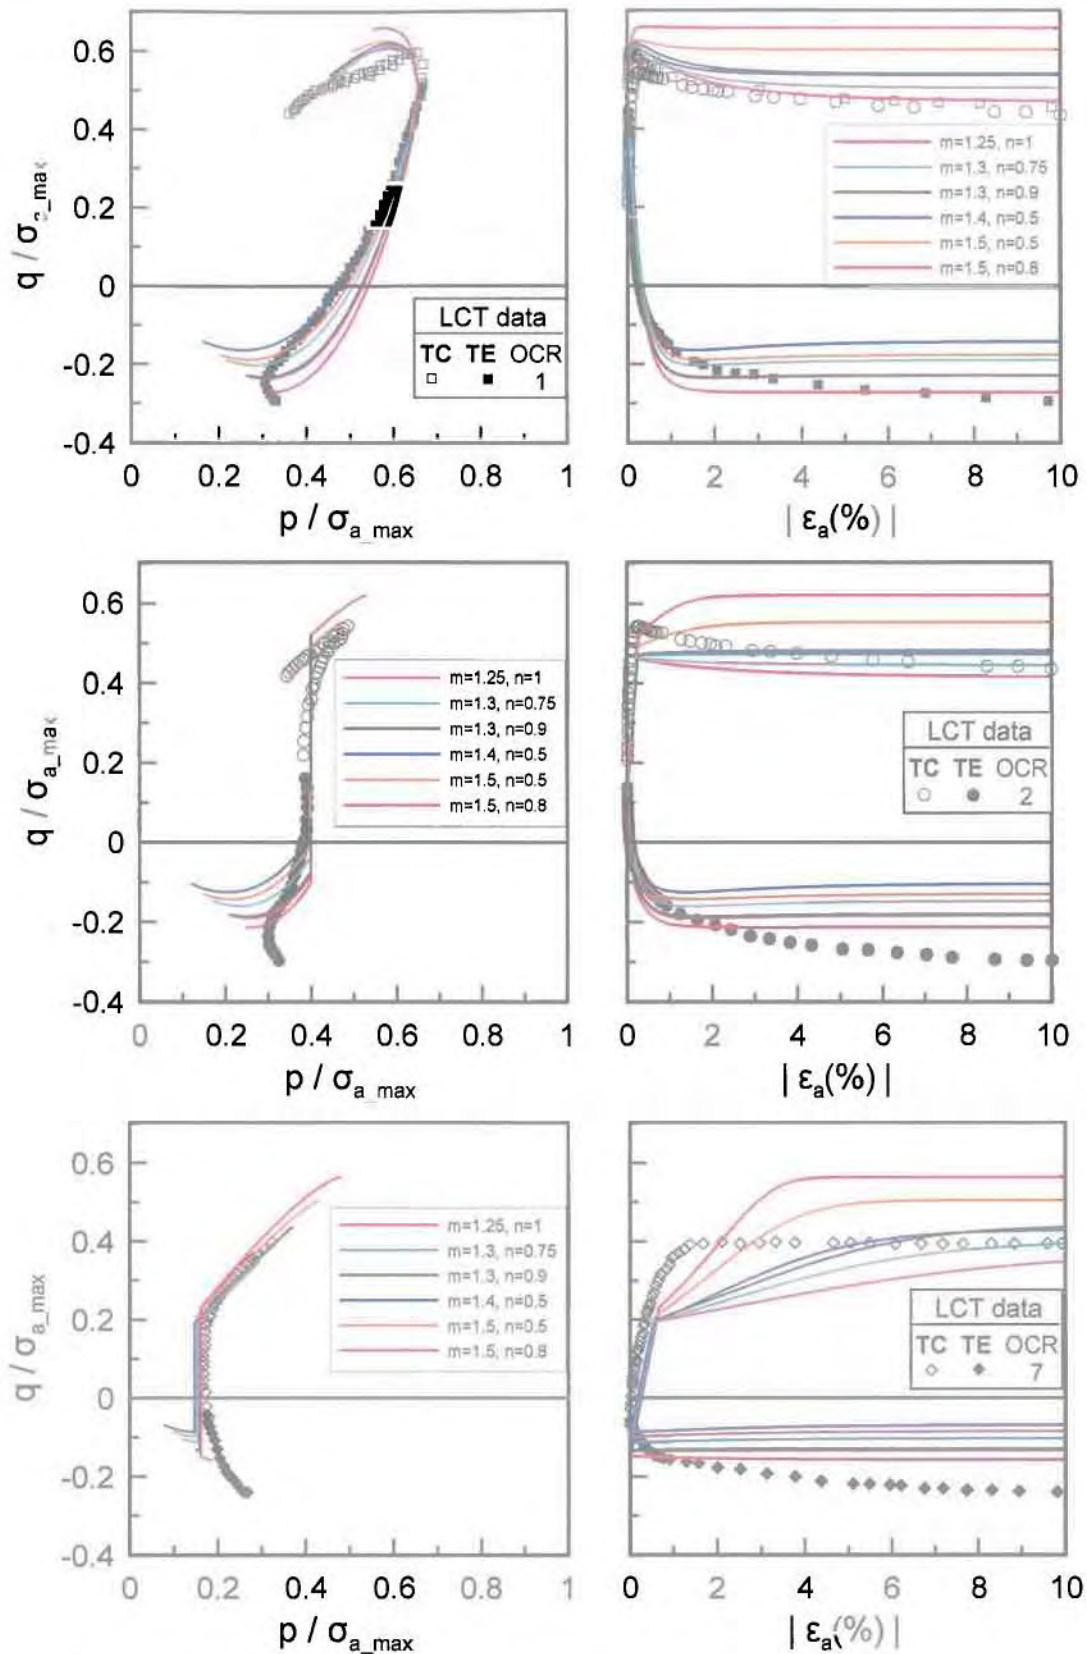 0.6
0.4
0.2
0
-0.2
-0.4
q / σa_max
0 0.2 0.4 0.6 0.8 1
p / σa_max
LCT data
TC TE OCR
1
m=1.25, n=1
m=1.3, n=0.75
m=1.3, n=0.9
m=1.4, n=0.5
m=1.5, n=0.5
m=1.5, n=0.8
0 2 4 6 8 10
| εa(%) |
0.6
0.4
0.2
0
-0.2
-0.4
q / σa_max
0 0.2 0.4 0.6 0.8 1
p / σa_max
m=1.25, n=1
m=1.3, n=0.75
m=1.3, n=0.9
m=1.4, n=0.5
m=1.5, n=0.5
m=1.5, n=0.8
LCT data
TC TE OCR
2
0 2 4 6 8 10
| εa(%) |
0.6
0.4
0.2
0
-0.2
-0.4
q / σa_max
0 0.2 0.4 0.6 0.8 1
p / σa_max
m=1.25, n=1
m=1.3, n=0.75
m=1.3, n=0.9
m=1.4, n=0.5
m=1.5, n=0.5
m=1.5, n=0.8
LCT data
TC TE OCR
7
0 2 4 6 8 10
| εa(%) |